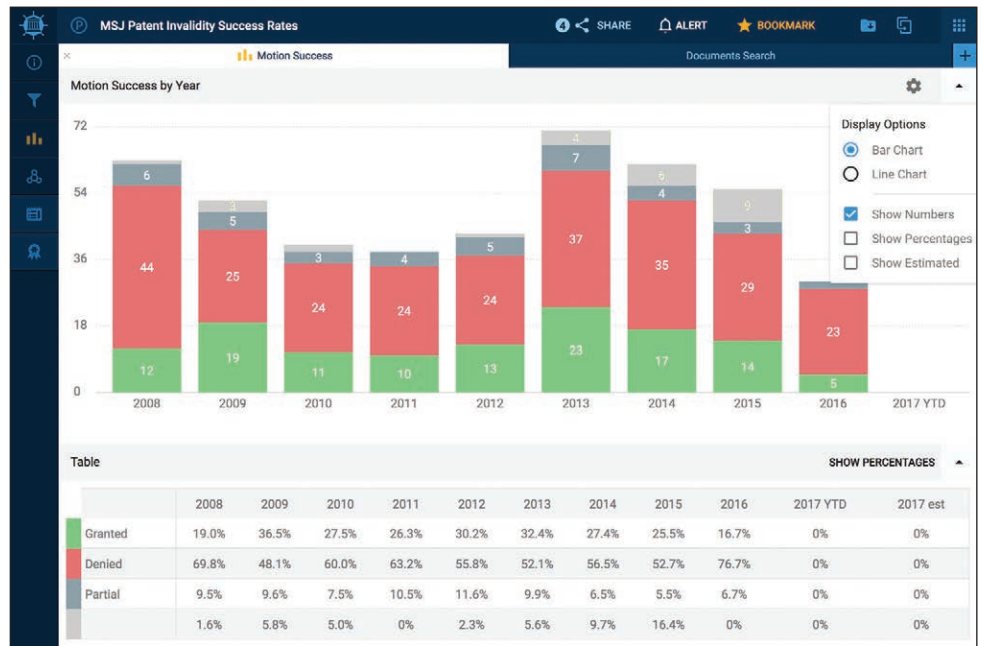 MSJ Patent Invalidity Success Rates
4 SHARE ALERT BOOKMARK
× Motion Success Documents Search +
Motion Success by Year
Display Options
Bar Chart
Line Chart
Show Numbers
Show Percentages
Show Estimated
72
54
36
18
0
6 44 12
3 5 25 19
3 24 11
4 24 10
5 24 13
4 7 37 23
6 4 35 17
9 3 29 14
23 5
2008 2009 2010 2011 2012 2013 2014 2015 2016 2017 YTD
Table SHOW PERCENTAGES
2008 2009 2010 2011 2012 2013 2014 2015 2016 2017 YTD 2017 est
Granted 19.0% 36.5% 27.5% 26.3% 30.2% 32.4% 27.4% 25.5% 16.7% 0% 0%
Denied 69.8% 48.1% 60.0% 63.2% 55.8% 52.1% 56.5% 52.7% 76.7% 0% 0%
Partial 9.5% 9.6% 7.5% 10.5% 11.6% 9.9% 6.5% 5.5% 6.7% 0% 0%
1.6% 5.8% 5.0% 0% 2.3% 5.6% 9.7% 16.4% 0% 0% 0%